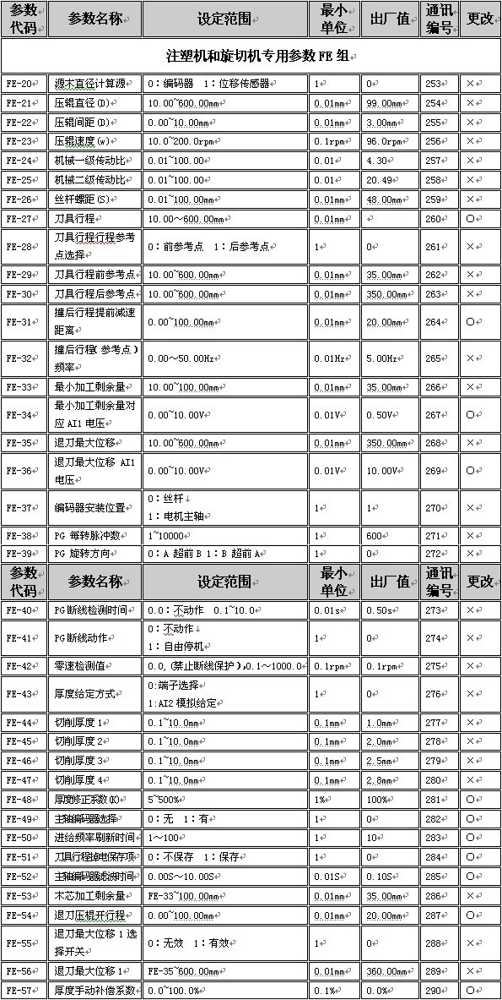 参数代码 参数名称 设定范围 最小单位 出厂值 通讯编号 更改
注塑机和旋切机专用参数 FE 组
FE-20 源木直径计算源 0：编码器 1：位移传感器 1 0 253 ×
FE-21 压辊直径(D) 10.00~600.00mm 0.01mm 99.00mm 254 ×
FE-22 压辊间距(D) 0.00~10.00mm 0.01mm 3.00mm 255 ×
FE-23 压辊速度(w) 10.0~200.0rpm 0.1rpm 96.0rpm 256 ×
FE-24 机械一级传动比 0.01~100.00 0.01 4.30 257 ×
FE-25 机械二级传动比 0.01~100.00 0.01 20.49 258 ×
FE-26 丝杆螺距(S) 0.01~100.00mm 0.01mm 48.00mm 259 ×
FE-27 刀具行程 10.00～600.00mm 0.01mm 260 〇
FE-28 刀具行程行程参考点选择 0：前参考点 1：后参考点 1 0 261 ×
FE-29 刀具行程前参考点 10.00~600.00mm 0.01mm 35.00mm 262 ×
FE-30 刀具行程后参考点 10.00~600.00mm 0.01mm 350.00mm 263 ×
FE-31 撞后行程提前减速距离 0.00~100.00mm 0.01mm 20.00mm 264 〇
FE-32 撞后行程(参考点)频率 0.00～50.00Hz 0.01Hz 5.00Hz 265 ×
FE-33 最小加工剩余量 10.00~100.00mm 0.01mm 35.00mm 266 ×
FE-34 最小加工剩余量对应 AI1 电压 0.00~10.00V 0.01V 0.50V 267 〇
FE-35 退刀最大位移 10.00~600.00mm 0.01mm 350.00mm 268 ×
FE-36 退刀最大位移 AI1 电压 0.00~10.00V 0.01V 10.00V 269 〇
FE-37 编码器安装位置 0：丝杆 1：电机主轴 1 1 270 ×
FE-38 PG 每转脉冲数 1~10000 1 600 271 ×
FE-39 PG 旋转方向 0：A 超前 B 1：B 超前 A 1 0 272 ×
参数代码 参数名称 设定范围 最小单位 出厂值 通讯编号 更改
FE-40 PG断线检测时间 0.0：不动作 0.1~10.0 0.01s 0.50s 273 ×
FE-41 PG断线动作 0：不动作 1：自由停机 1 0 274 ×
FE-42 零速检测值 0.0,(禁止断线保护),0.1～1000.0 0.1rpm 0.1rpm 275 ×
FE-43 厚度给定方式 0:端子选择 1:AI2 模拟给定 1 0 276 ×
FE-44 切削厚度 1 0.1~10.0mm 0.1mm 1.0mm 277 ×
FE-45 切削厚度 2 0.1~10.0mm 0.1mm 2.0mm 278 ×
FE-46 切削厚度 3 0.1~10.0mm 0.1mm 2.5mm 279 ×
FE-47 切削厚度 4 0.1~10.0mm 0.1mm 2.8mm 280 ×
FE-48 厚度修正系数(K) 5~500% 1% 100% 281 〇
FE-49 主轴编码器选择 0：无 1：有 1 0 282 〇
FE-50 进给频率刷新时间 1～100 1 10 283 〇
FE-51 刀具行程掉电保存项 0：不保存 1：保存 1 0 284 〇
FE-52 主轴编码器滤波时间 0.00S～10.00S 0.01S 0.10S 285 〇
FE-53 木芯加工剩余量 FE-33~100.00mm 0.01mm 35.00mm 286 ×
FE-54 退刀压棍开行程 0.00~100.00mm 0.01mm 20.00mm 287 〇
FE-55 退刀最大位移 1 选择开关 0：无效 1：有效 1 0 288 ×
FE-56 退刀最大位移 1 FE-35~600.00mm 0.01mm 360.00mm 289 ×
FE-57 厚度手动补偿系数 0.0~100.0% 0.1% 0.0% 290 〇